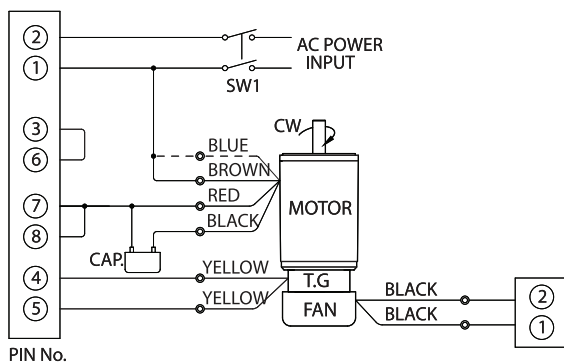 2
AC POWER
INPUT
1
SW1
CW
3
6
BLUE
BROWN
7
RED
MOTOR
8
BLACK
CAP.
4
YELLOW
T.G
5
YELLOW
FAN
BLACK
2
BLACK
1
PIN No.